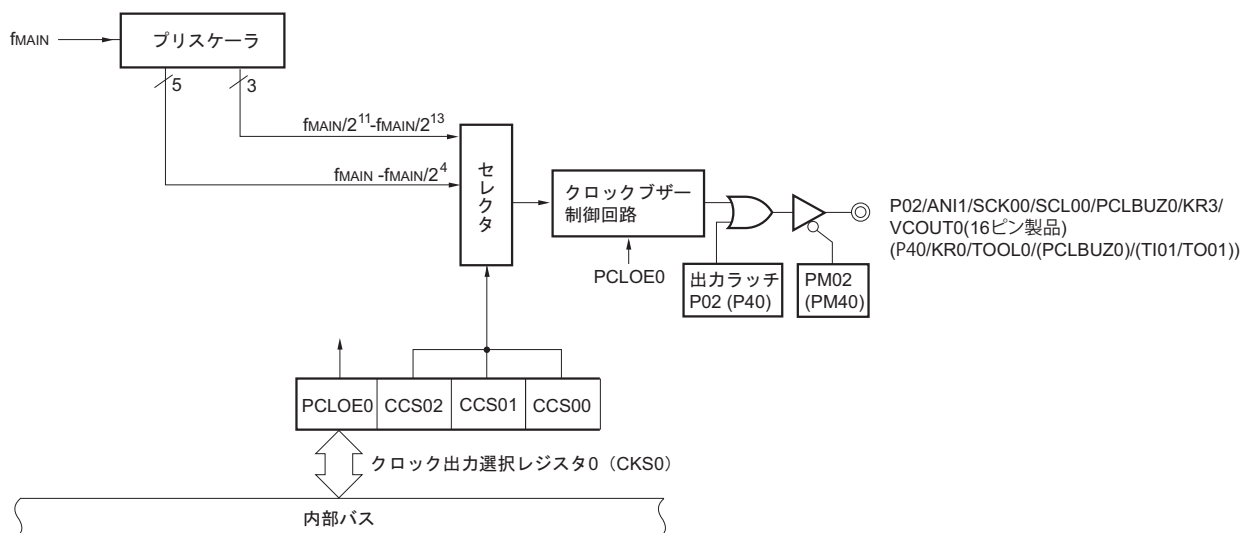 fMAIN
プリスケーラ
5
3
fMAIN/2^11-fMAIN/2^13
fMAIN -fMAIN/2^4
セレクタ
クロックブザー
制御回路
PCLOE0
出力ラッチ
P02 (P40)
PM02
(PM40)
P02/ANI1/SCK00/SCL00/PCLBUZ0/KR3/
VCOUT0(16ピン製品)
(P40/KR0/TOOL0/(PCLBUZ0)/(TI01/TO01))
PCLOE0
CCS02
CCS01
CCS00
クロック出力選択レジスタ0（CKS0）
内部バス